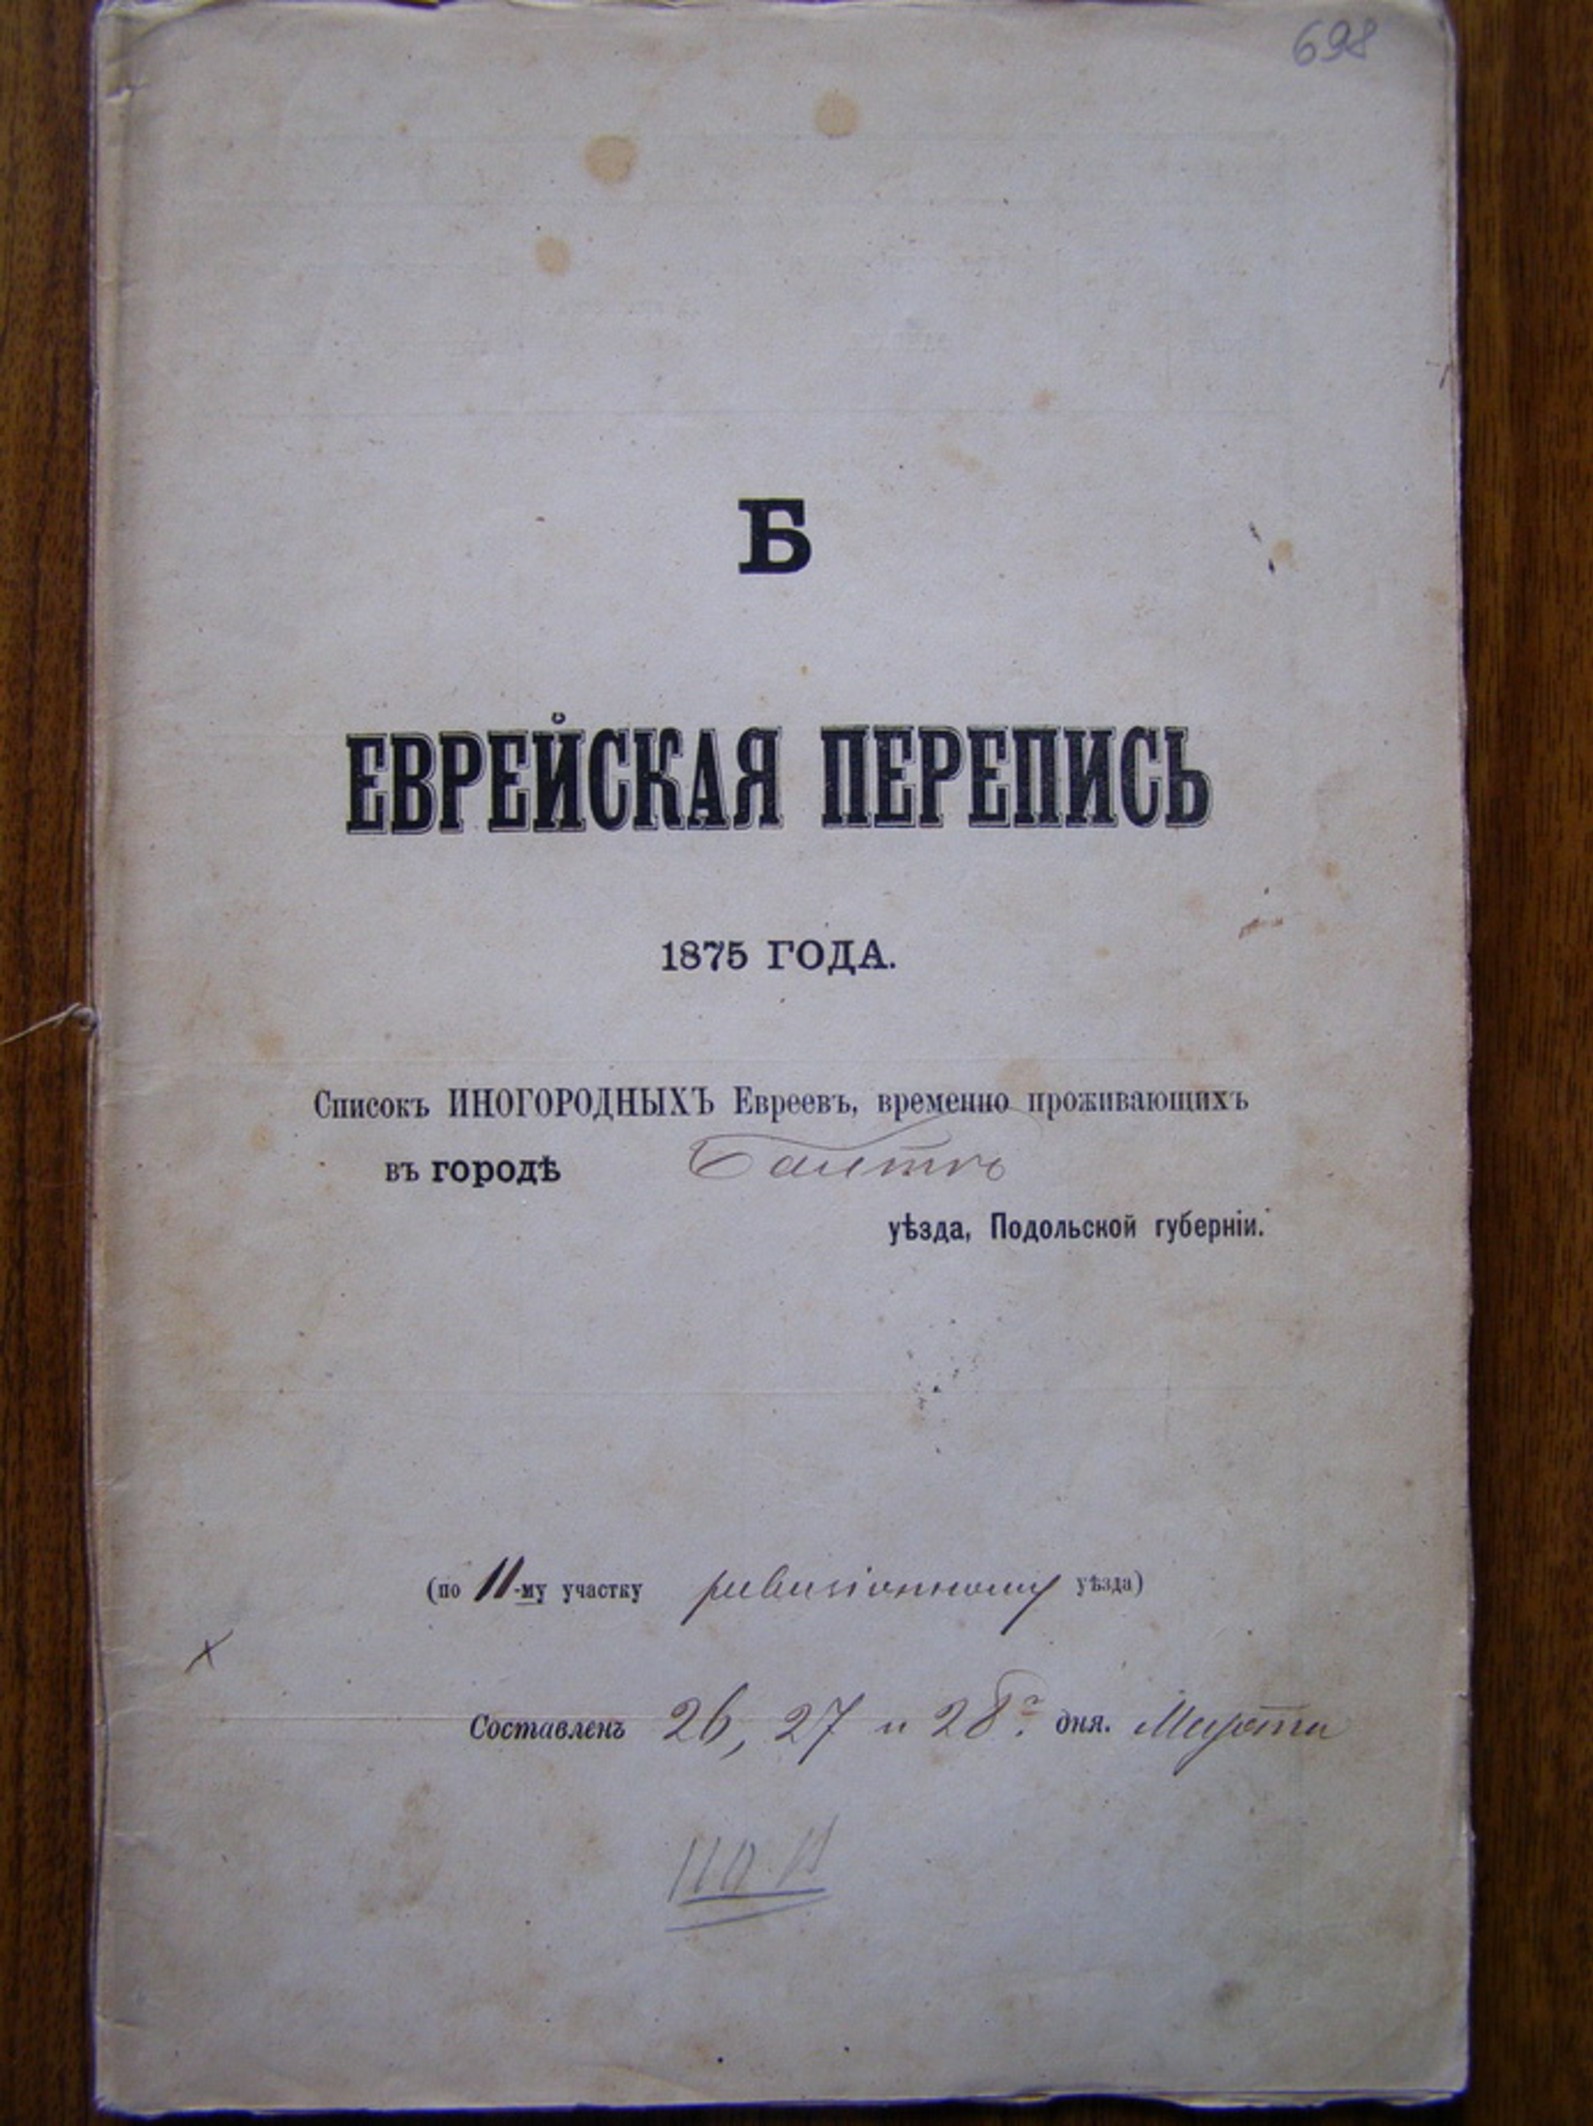 698
Б
ЕВРЕЙСКАЯ ПЕРЕПИСЬ
1875 ГОДА.
Списокъ ИНОГОРОДНЫХЪ Евреевъ, временно проживающихъ
въ городѣ Балтѣ
уѣзда, Подольской губерніи.
(по 11-му участку ревизіонному уѣзда)
Составленъ 26, 27 и 28го дня. Марта